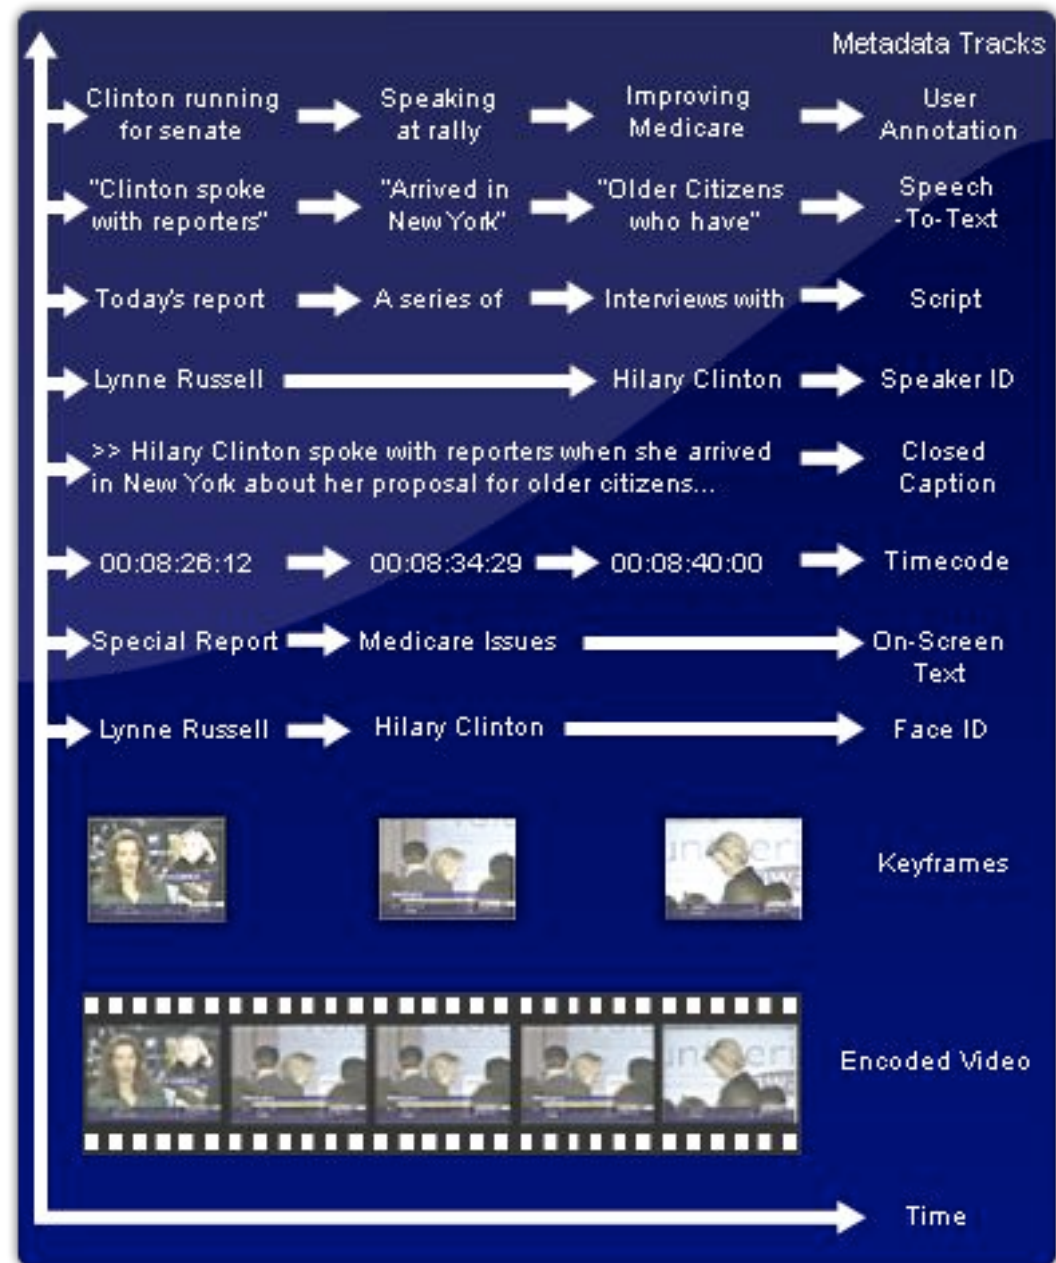 Metadata Tracks
Clinton running
for senate
Speaking
at rally
Improving
Medicare
User
Annotation
"Clinton spoke
with reporters"
"Arrived in
New York"
"Older Citizens
who have"
Speech
-To-Text
Today's report
A series of
Interviews with
Script
Lynne Russell
Hilary Clinton
Speaker ID
>> Hilary Clinton spoke with reporters when she arrived
in New York about her proposal for older citizens...
Closed
Caption
00:08:26:12
00:08:34:29
00:08:40:00
Timecode
Special Report
Medicare Issues
On-Screen
Text
Lynne Russell
Hilary Clinton
Face ID
Keyframes
Encoded Video
Time